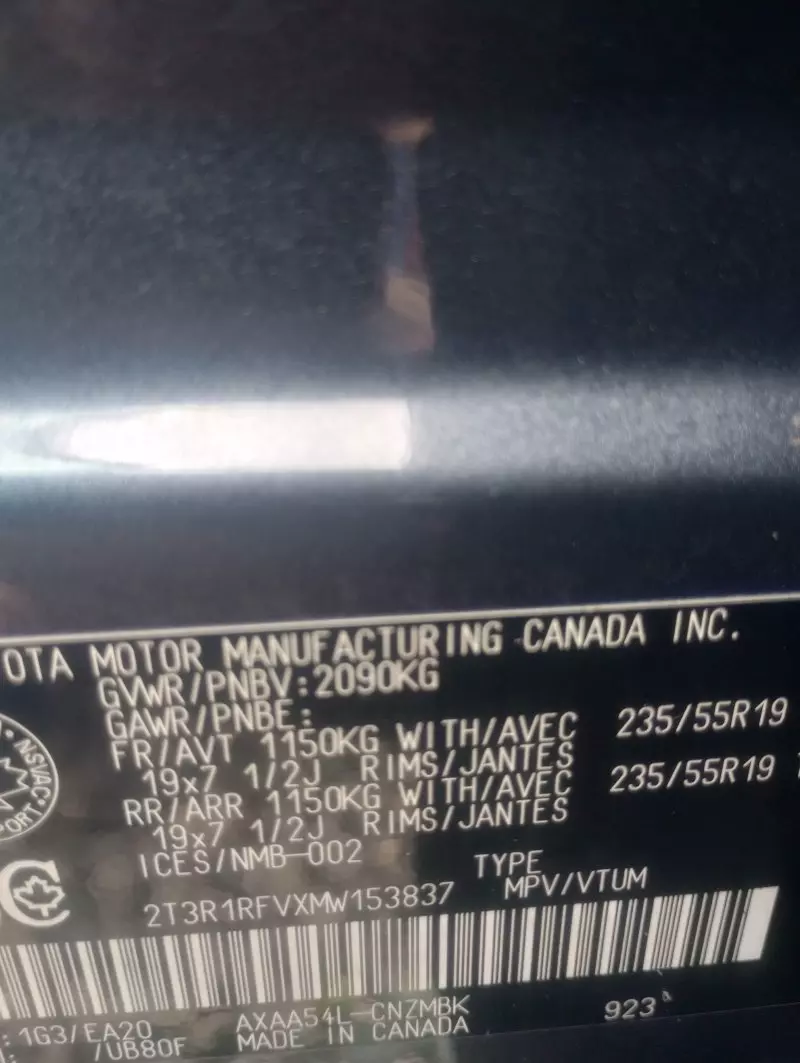 OTA MOTOR MANUFACTURING CANADA INC.
GVWR/PNBV:2090KG
GAWR/PNBE:
FR/AVT 1150KG WITH/AVEC 235/55R19
19x7 1/2J RIMS/JANTES
RR/ARR 1150KG WITH/AVEC 235/55R19
19x7 1/2J RIMS/JANTES
ICES/NMB-002
NSVAC
PORT
TYPE
2T3R1RFVXMW153837 MPV/VTUM
: 1G3/EA20 AXAA54L-CNZMBK 923
/UB80F MADE IN CANADA